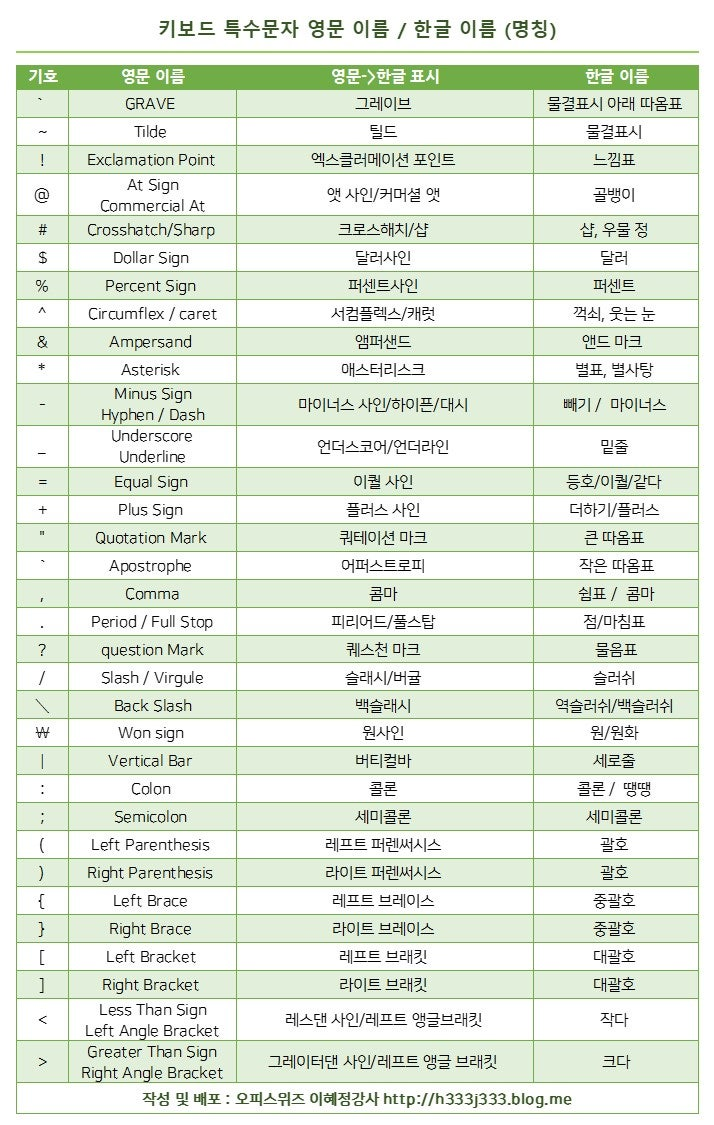 키보드 특수문자 영문 이름 / 한글 이름 (명칭)
기호 영문 이름 영문->한글 표시 한글 이름
` GRAVE 그레이브 물결표시 아래 따옴표
~ Tilde 틸드 물결표시
! Exclamation Point 엑스클러메이션 포인트 느낌표
@ At Sign Commercial At 앳 사인/커머셜 앳 골뱅이
# Crosshatch/Sharp 크로스해치/샵 샵, 우물 정
$ Dollar Sign 달러사인 달러
% Percent Sign 퍼센트사인 퍼센트
^ Circumflex / caret 서컴플렉스/캐럿 꺽쇠, 웃는 눈
& Ampersand 앰퍼샌드 앤드 마크
* Asterisk 애스터리스크 별표, 별사탕
- Minus Sign Hyphen / Dash 마이너스 사인/하이픈/대시 빼기 / 마이너스
_ Underscore Underline 언더스코어/언더라인 밑줄
= Equal Sign 이퀄 사인 등호/이퀄/같다
+ Plus Sign 플러스 사인 더하기/플러스
" Quotation Mark 쿼테이션 마크 큰 따옴표
` Apostrophe 어퍼스트로피 작은 따옴표
, Comma 콤마 쉼표 / 콤마
. Period / Full Stop 피리어드/풀스탑 점/마침표
? question Mark 퀘스천 마크 물음표
/ Slash / Virgule 슬래시/버귤 슬러쉬
＼ Back Slash 백슬래시 역슬러쉬/백슬러쉬
₩ Won sign 원사인 원/원화
| Vertical Bar 버티컬바 세로줄
: Colon 콜론 콜론 / 땡땡
; Semicolon 세미콜론 세미콜론
( Left Parenthesis 레프트 퍼렌써시스 괄호
) Right Parenthesis 라이트 퍼렌써시스 괄호
{ Left Brace 레프트 브레이스 중괄호
} Right Brace 라이트 브레이스 중괄호
[ Left Bracket 레프트 브래킷 대괄호
] Right Bracket 라이트 브래킷 대괄호
< Less Than Sign Left Angle Bracket 레스댄 사인/레프트 앵글브래킷 작다
> Greater Than Sign Right Angle Bracket 그레이터댄 사인/레프트 앵글 브래킷 크다
작성 및 배포 : 오피스위즈 이혜정강사 http://h333j333.blog.me